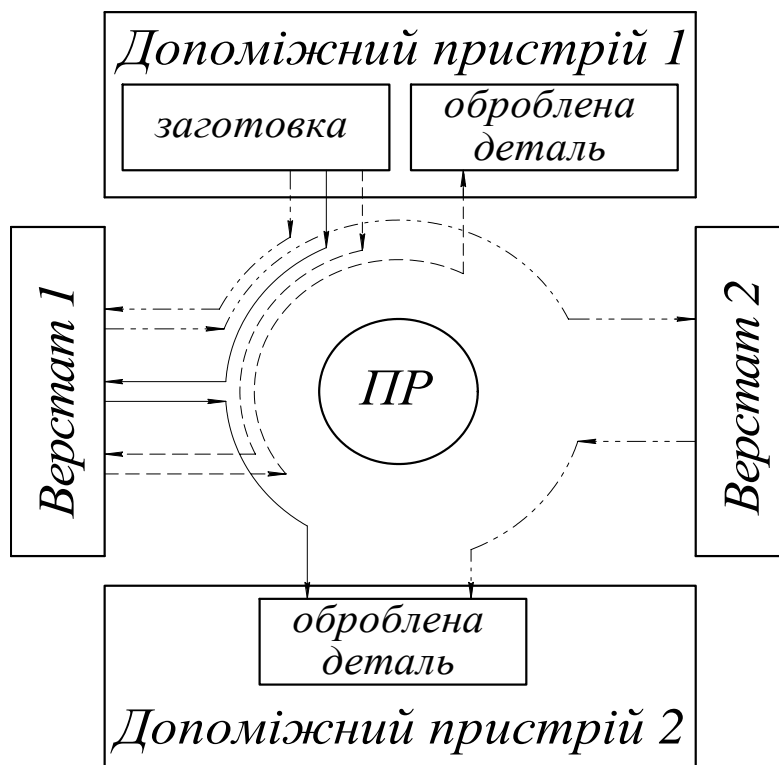 Допоміжний пристрій 1
заготовка
оброблена
деталь
Верстат 1
ПР
Верстат 2
оброблена
деталь
Допоміжний пристрій 2